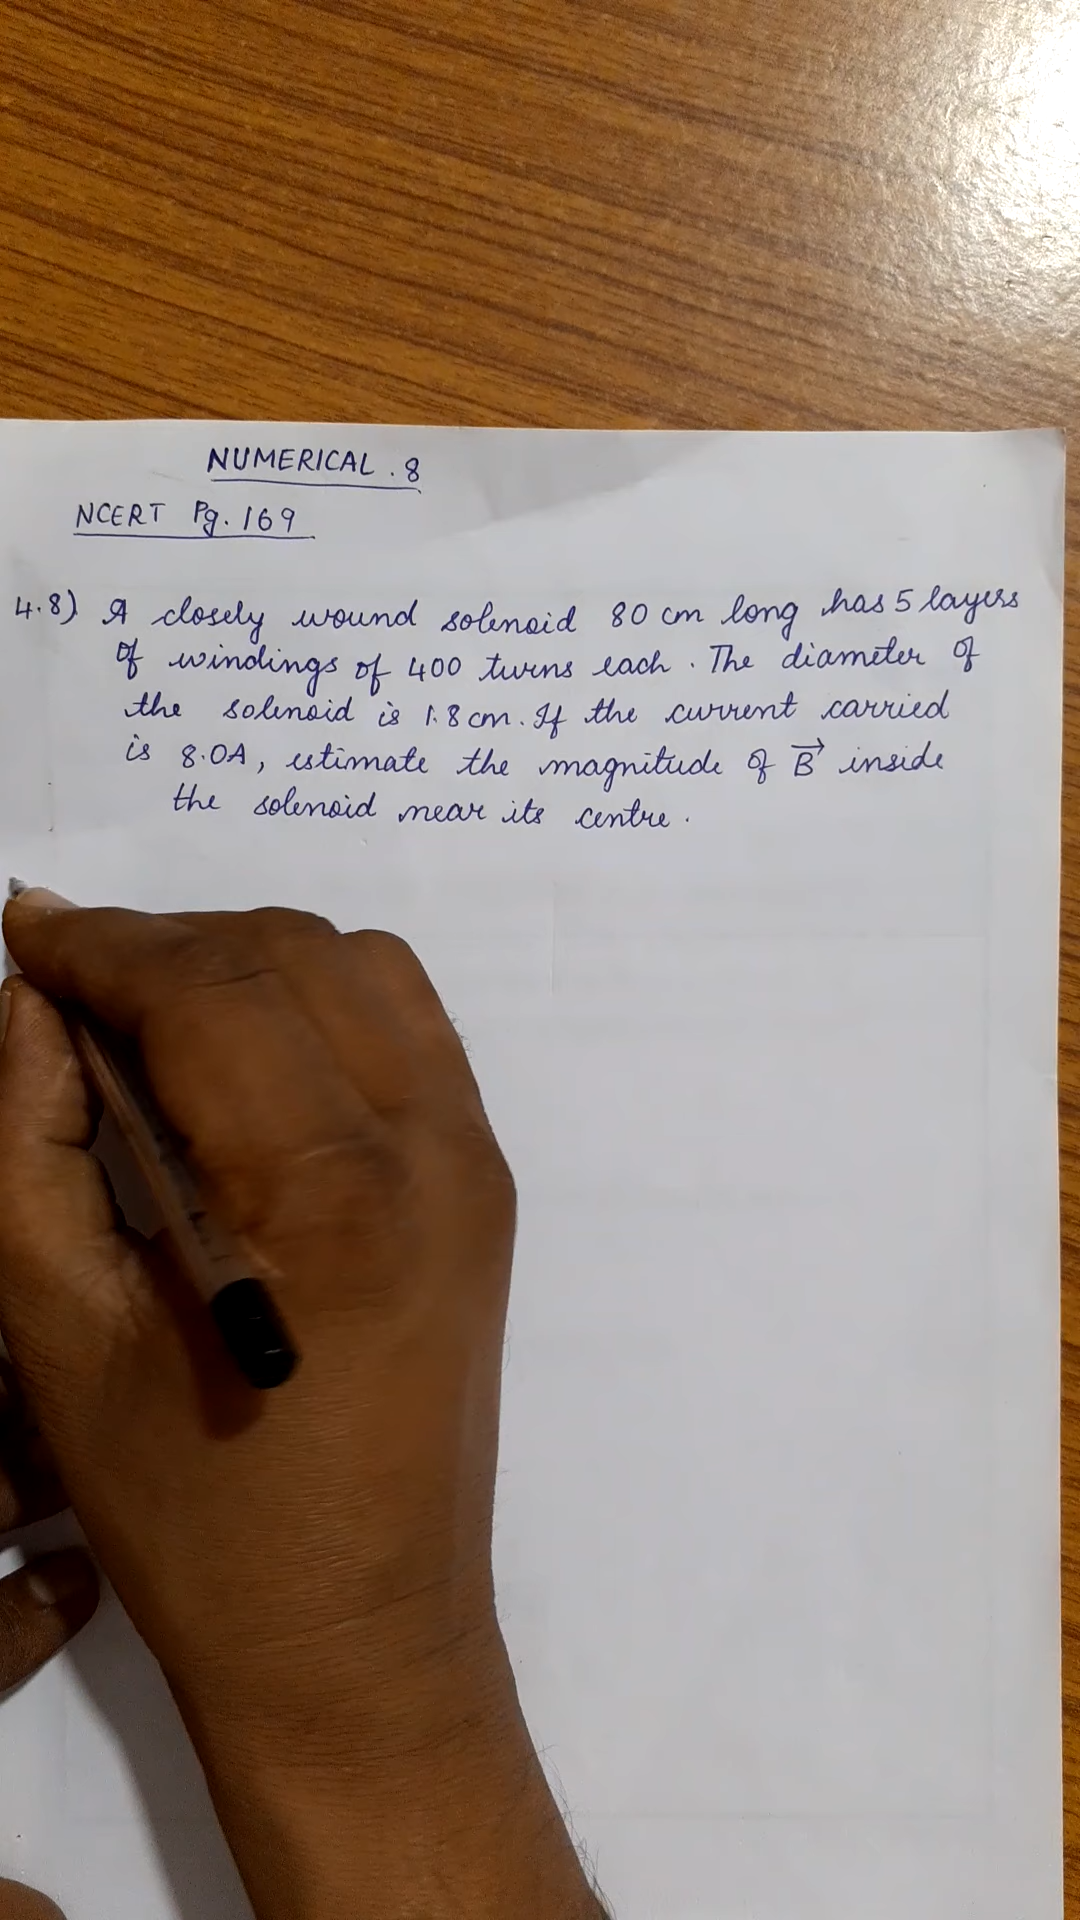 NUMERICAL . 8
NCERT Pg. 169
4.8) A closely wound solenoid 80 cm long has 5 layers
of windings of 400 turns each . The diameter of
the solenoid is 1.8 cm. If the current carried
is 8.0A, estimate the magnitude of B⃗ inside
the solenoid near its centre .